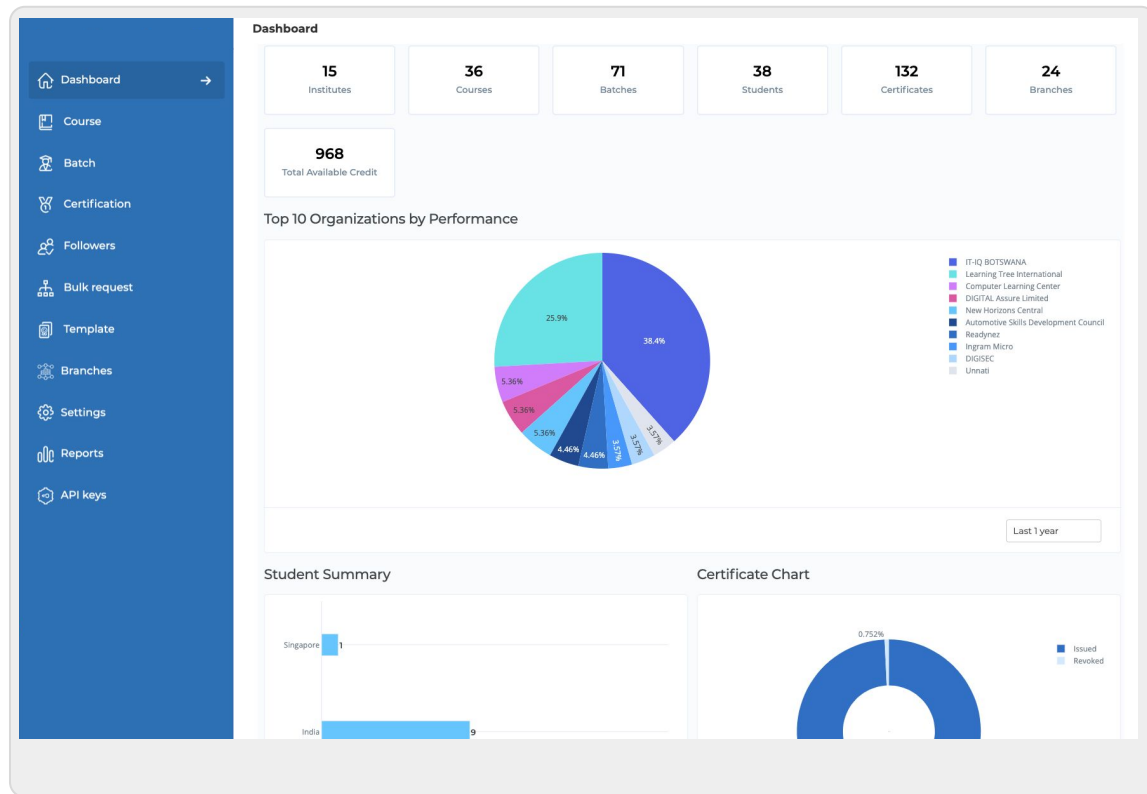 Dashboard
Dashboard
Course
Batch
Certification
Followers
Bulk request
Template
Branches
Settings
Reports
API keys
15
Institutes
36
Courses
71
Batches
38
Students
132
Certificates
24
Branches
968
Total Available Credit
Top 10 Organizations by Performance
38.4%
25.9%
5.36%
5.36%
5.36%
4.46%
4.46%
3.57%
3.57%
3.57%
IT-IQ BOTSWANA
Learning Tree International
Computer Learning Center
DIGITAL Assure Limited
New Horizons Central
Automotive Skills Development Council
Readynez
Ingram Micro
DIGISEC
Unnati
Last 1 year
Student Summary
Singapore 1
India 9
Certificate Chart
0.752%
Issued
Revoked